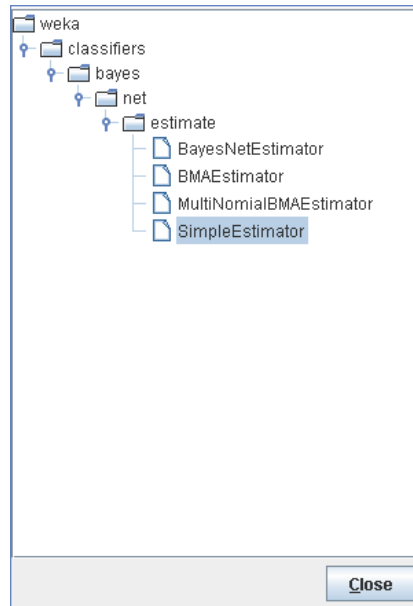 weka
classifiers
bayes
net
estimate
BayesNetEstimator
BMAEstimator
MultiNomialBMAEstimator
SimpleEstimator
Close